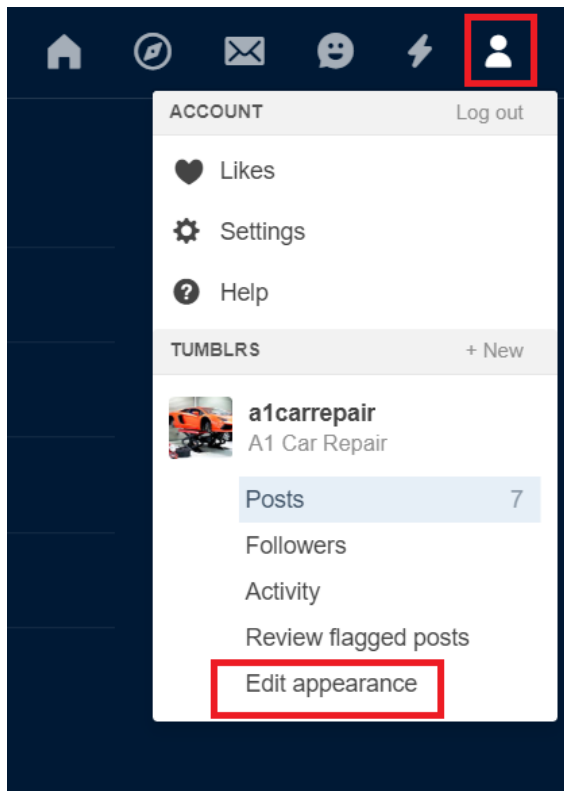 ACCOUNT Log out
Likes
Settings
? Help
TUMBLRS + New
a1carrepair
A1 Car Repair
Posts 7
Followers
Activity
Review flagged posts
Edit appearance